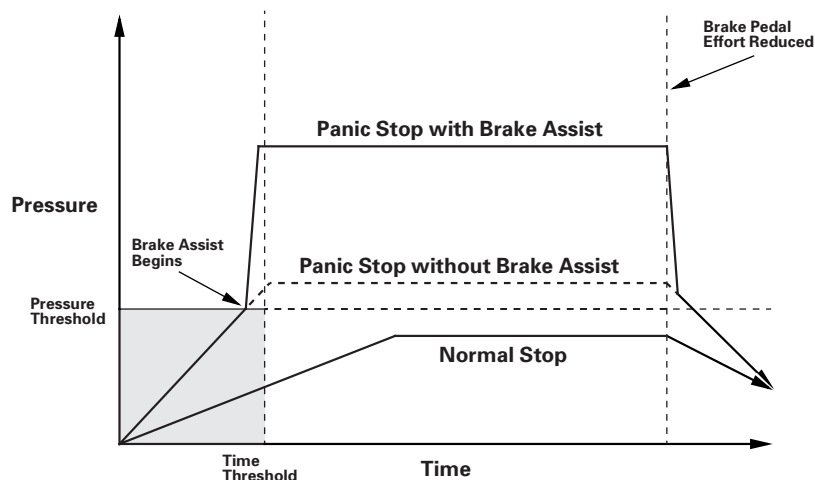 Brake Pedal
Effort Reduced
Panic Stop with Brake Assist
Pressure
Brake Assist
Begins
Panic Stop without Brake Assist
Pressure
Threshold
Normal Stop
Time
Threshold
Time